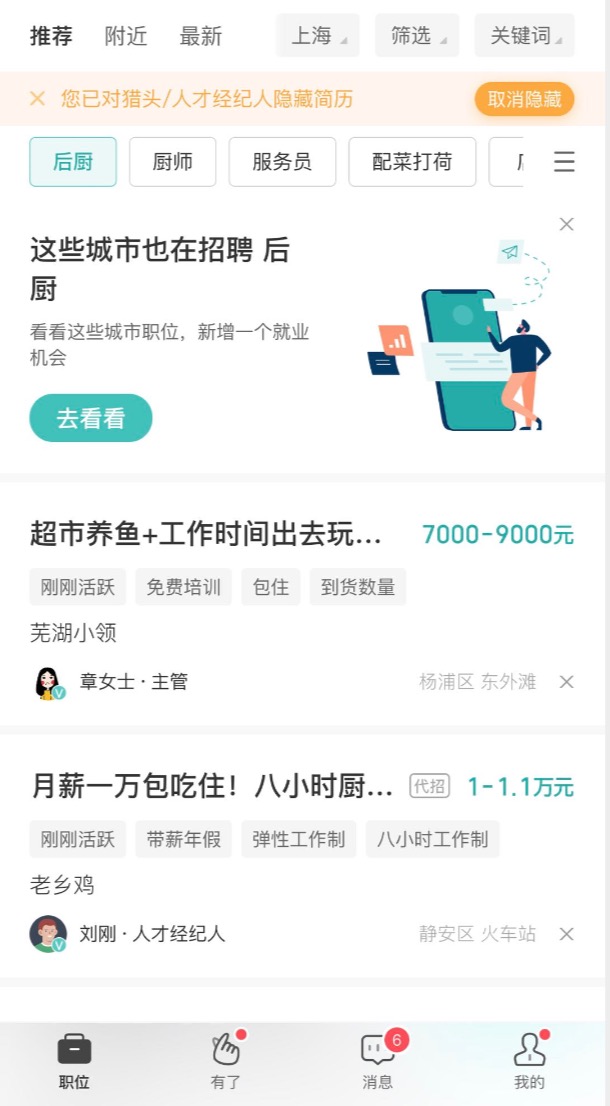 推荐 附近 最新 上海 筛选 关键词
您已对猎头/人才经纪人隐藏简历 取消隐藏
后厨 厨师 服务员 配菜打荷
这些城市也在招聘 后
厨
看看这些城市职位，新增一个就业
机会
去看看
超市养鱼+工作时间出去玩... 7000-9000元
刚刚活跃 免费培训 包住 到货数量
芜湖小领
章女士·主管 杨浦区 东外滩
月薪一万包吃住！八小时厨... 代招 1-1.1万元
刚刚活跃 带薪年假 弹性工作制 八小时工作制
老乡鸡
刘刚·人才经纪人 静安区 火车站
6
职位 有了 消息 我的